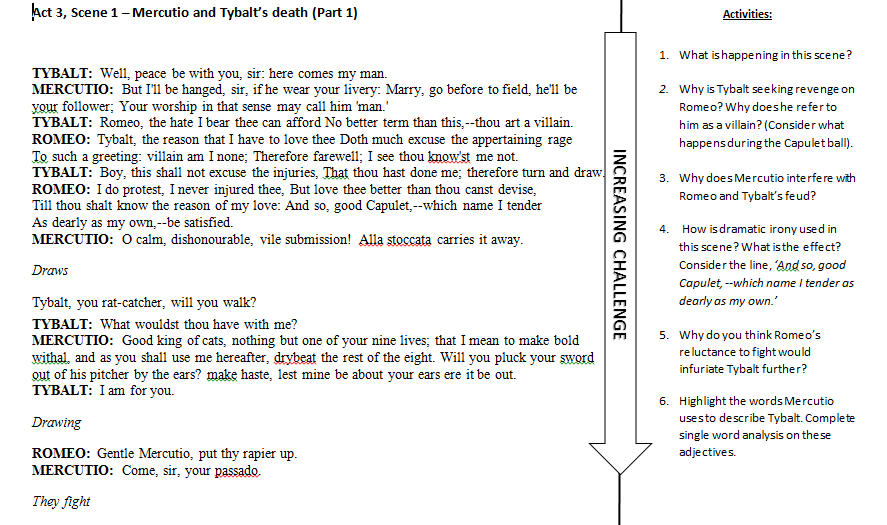 Act 3, Scene 1 – Mercutio and Tybalt's death (Part 1)
TYBALT: Well, peace be with you, sir: here comes my man.
MERCUTIO: But I'll be hanged, sir, if he wear your livery: Marry, go before to field, he'll be
your follower; Your worship in that sense may call him 'man.'
TYBALT: Romeo, the hate I bear thee can afford No better term than this,--thou art a villain.
ROMEO: Tybalt, the reason that I have to love thee Doth much excuse the appertaining rage
To such a greeting: villain am I none; Therefore farewell; I see thou know'st me not.
TYBALT: Boy, this shall not excuse the injuries, That thou hast done me; therefore turn and draw.
ROMEO: I do protest, I never injured thee, But love thee better than thou canst devise,
Till thou shalt know the reason of my love: And so, good Capulet,--which name I tender
As dearly as my own,--be satisfied.
MERCUTIO: O calm, dishonourable, vile submission! Alla stoccata carries it away.
Draws
Tybalt, you rat-catcher, will you walk?
TYBALT: What wouldst thou have with me?
MERCUTIO: Good king of cats, nothing but one of your nine lives; that I mean to make bold
withal, and as you shall use me hereafter, drybeat the rest of the eight. Will you pluck your sword
out of his pitcher by the ears? make haste, lest mine be about your ears ere it be out.
TYBALT: I am for you.
Drawing
ROMEO: Gentle Mercutio, put thy rapier up.
MERCUTIO: Come, sir, your passado.
They fight
INCREASING CHALLENGE
Activities:
1. What is happening in this scene?
2. Why is Tybalt seeking revenge on
Romeo? Why does he refer to
him as a villain? (Consider what
happens during the Capulet ball).
3. Why does Mercutio interfere with
Romeo and Tybalt's feud?
4. How is dramatic irony used in
this scene? What is the effect?
Consider the line, 'And so, good
Capulet, --which name I tender as
dearly as my own.'
5. Why do you think Romeo's
reluctance to fight would
infuriate Tybalt further?
6. Highlight the words Mercutio
uses to describe Tybalt. Complete
single word analysis on these
adjectives.